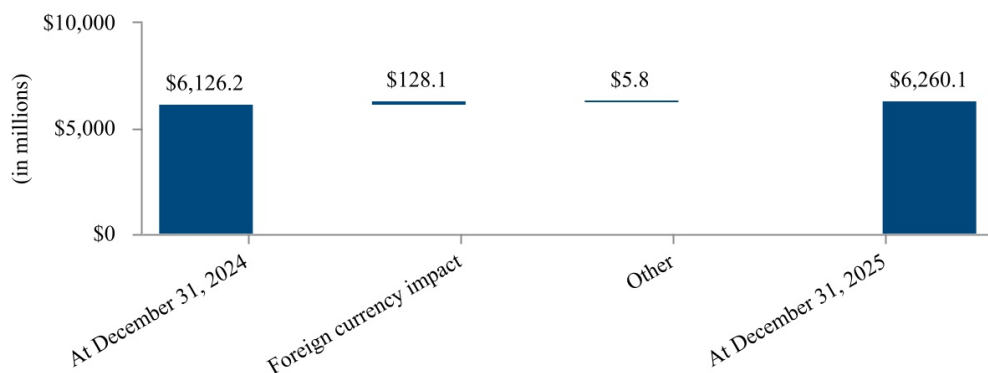 $10,000
$6,126.2
$128.1
$5.8
$6,260.1
(in millions)
$5,000
$0
At December 31, 2024
Foreign currency impact
Other
At December 31, 2025